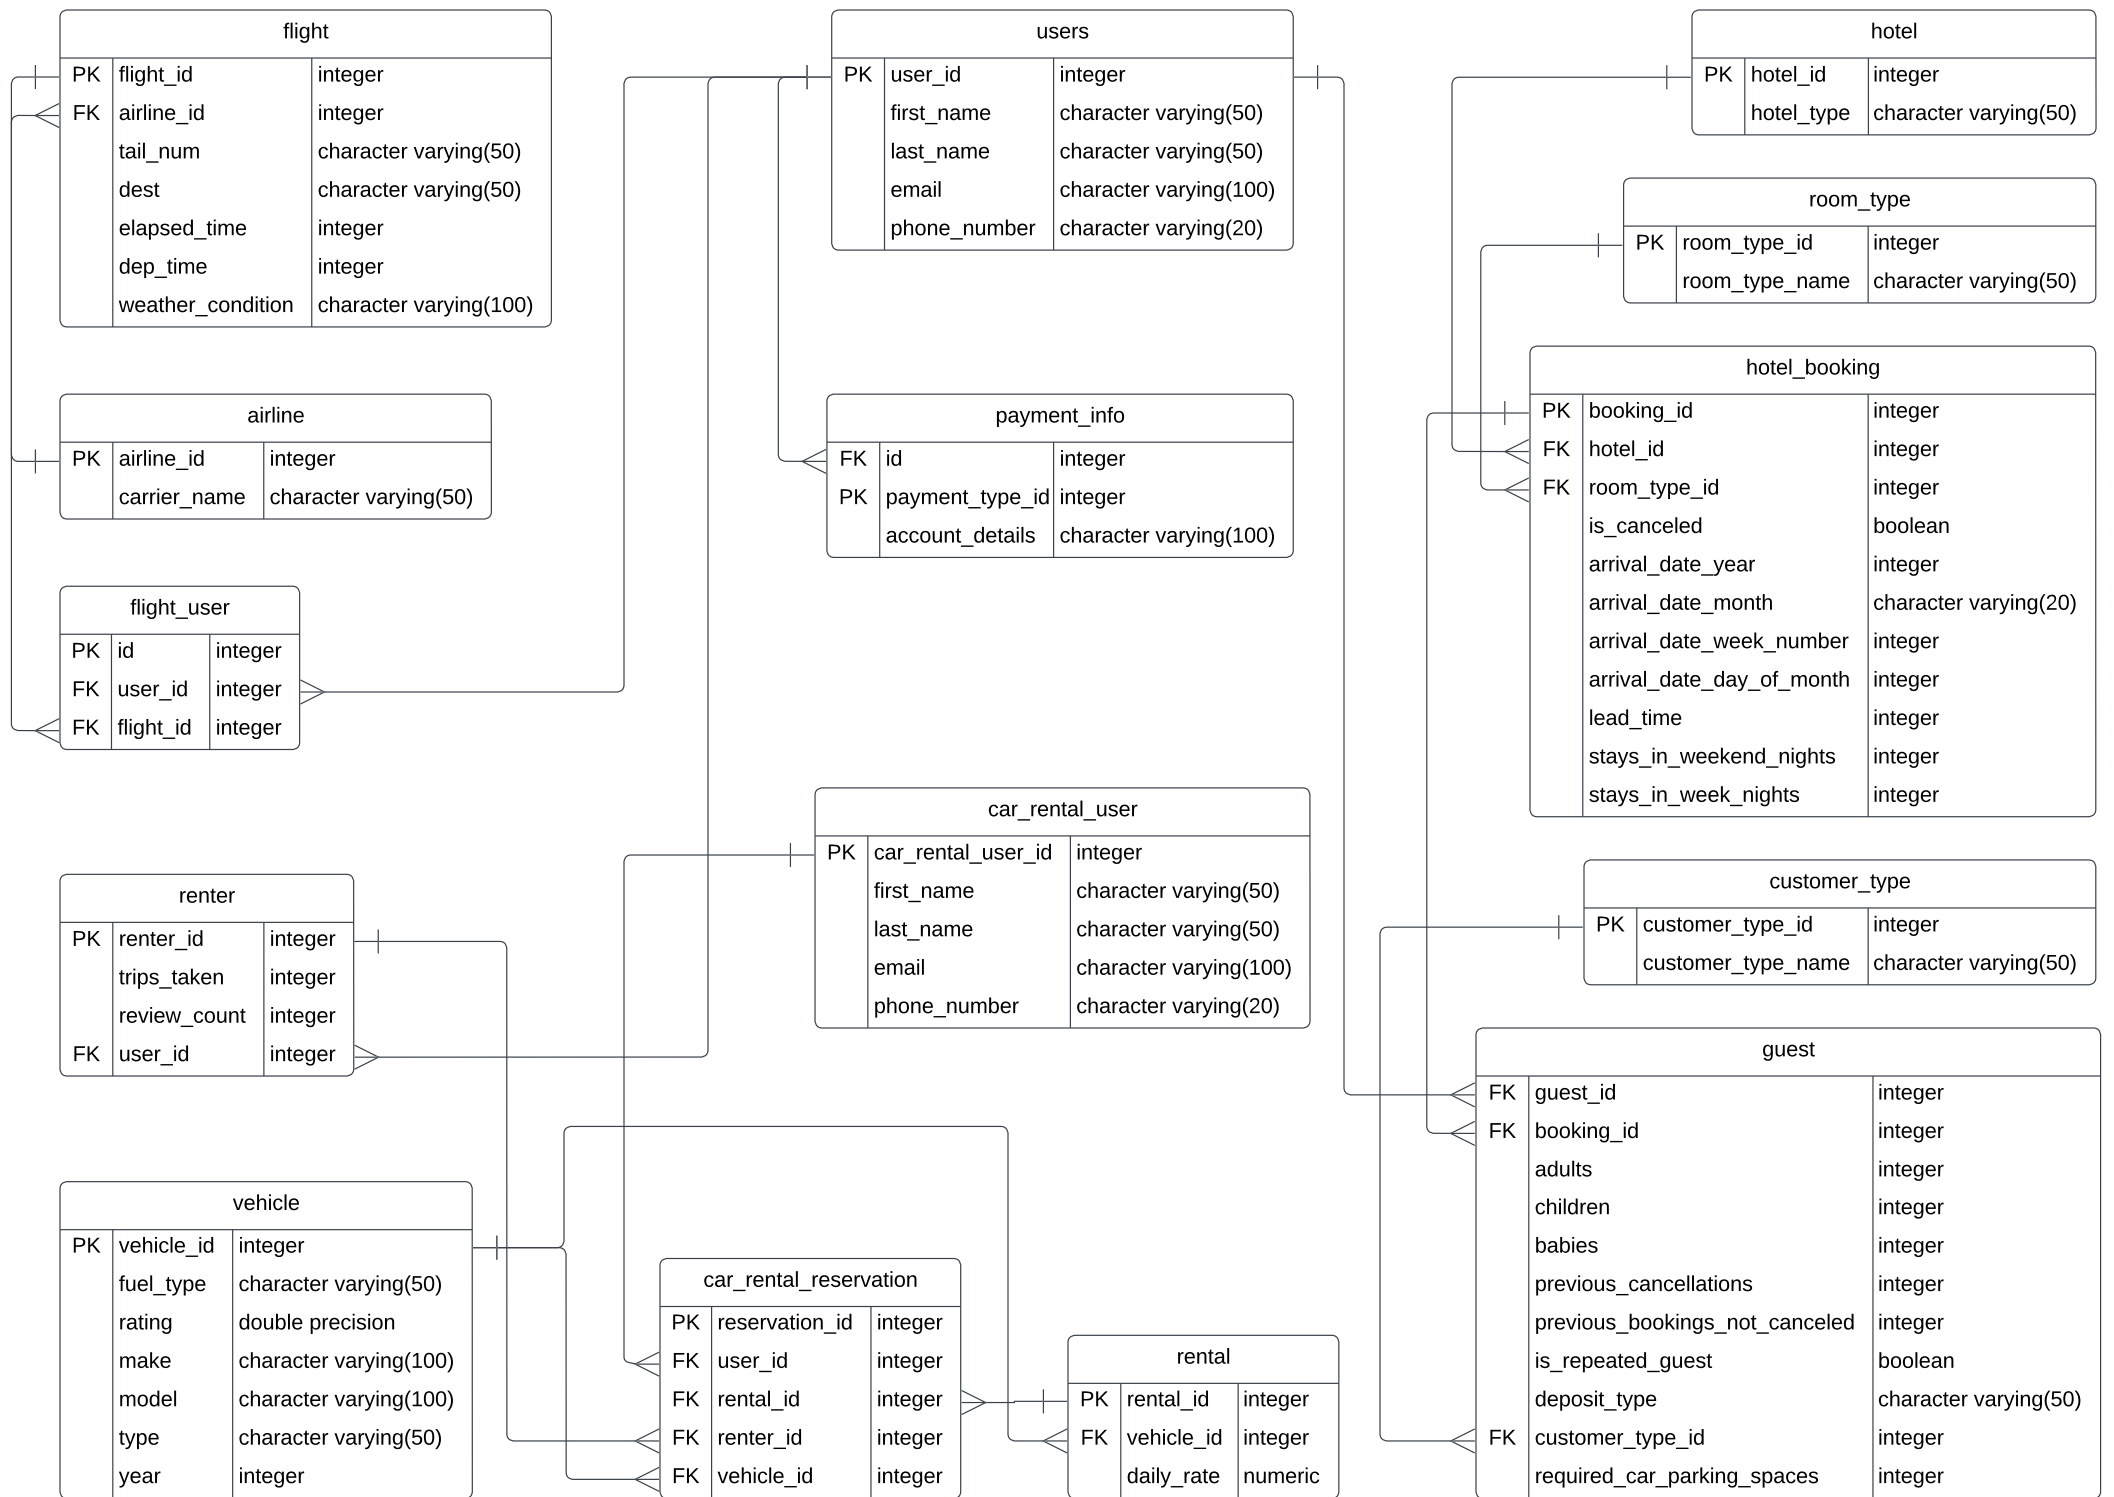 flight
PK flight_id integer
FK airline_id integer
tail_num character varying(50)
dest character varying(50)
elapsed_time integer
dep_time integer
weather_condition character varying(100)
airline
PK airline_id integer
carrier_name character varying(50)
flight_user
PK id integer
FK user_id integer
FK flight_id integer
renter
PK renter_id integer
trips_taken integer
review_count integer
FK user_id integer
vehicle
PK vehicle_id integer
fuel_type character varying(50)
rating double precision
make character varying(100)
model character varying(100)
type character varying(50)
year integer
users
PK user_id integer
first_name character varying(50)
last_name character varying(50)
email character varying(100)
phone_number character varying(20)
payment_info
FK id integer
PK payment_type_id integer
account_details character varying(100)
car_rental_user
PK car_rental_user_id integer
first_name character varying(50)
last_name character varying(50)
email character varying(100)
phone_number character varying(20)
car_rental_reservation
PK reservation_id integer
FK user_id integer
FK rental_id integer
FK renter_id integer
FK vehicle_id integer
rental
PK rental_id integer
FK vehicle_id integer
daily_rate numeric
hotel
PK hotel_id integer
hotel_type character varying(50)
room_type
PK room_type_id integer
room_type_name character varying(50)
hotel_booking
PK booking_id integer
FK hotel_id integer
FK room_type_id integer
is_canceled boolean
arrival_date_year integer
arrival_date_month character varying(20)
arrival_date_week_number integer
arrival_date_day_of_month integer
lead_time integer
stays_in_weekend_nights integer
stays_in_week_nights integer
customer_type
PK customer_type_id integer
customer_type_name character varying(50)
guest
FK guest_id integer
FK booking_id integer
adults integer
children integer
babies integer
previous_cancellations integer
previous_bookings_not_canceled integer
is_repeated_guest boolean
deposit_type character varying(50)
FK customer_type_id integer
required_car_parking_spaces integer